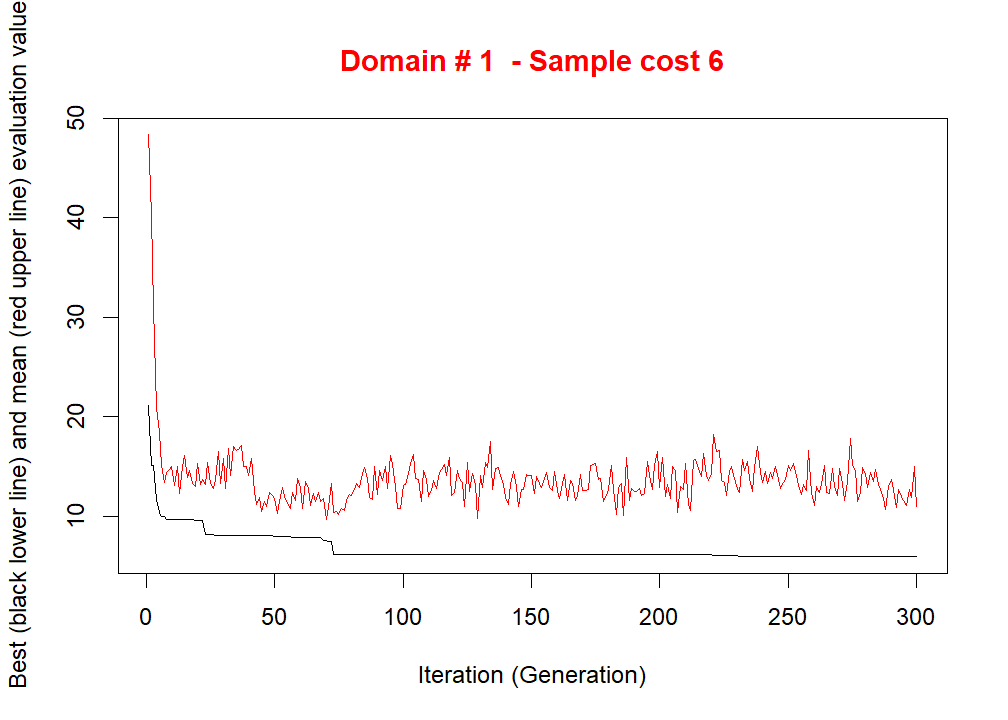 Domain # 1  - Sample cost 6
Best (black lower line) and mean (red upper line) evaluation value
50
40
30
20
10
0 50 100 150 200 250 300
Iteration (Generation)